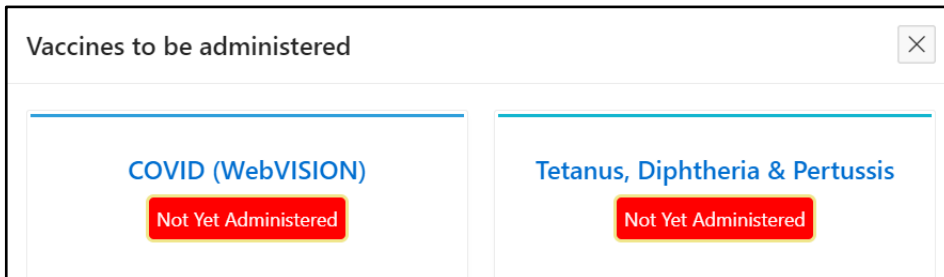 Vaccines to be administered
COVID (WebVISION)
Not Yet Administered
Tetanus, Diphtheria & Pertussis
Not Yet Administered